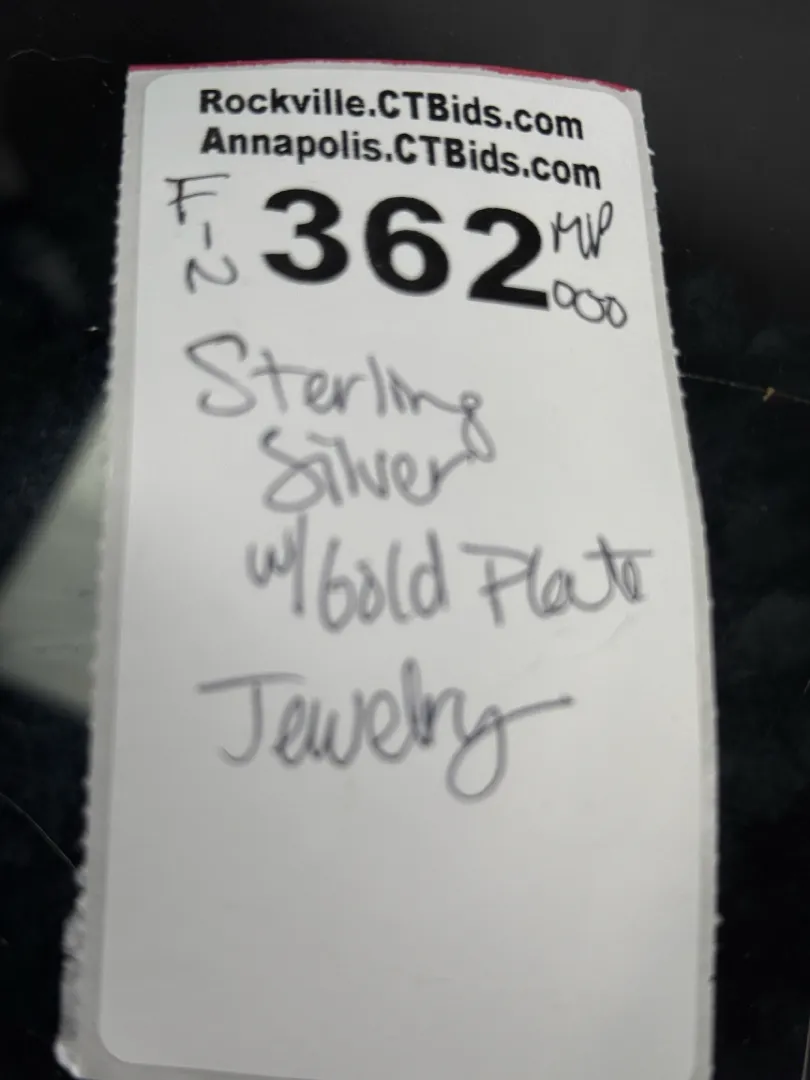 Rockville.CTBids.com
Annapolis.CTBids.com
F-2 362 MP
000
Sterling
Silver
w/ Gold Plate
Jewelry